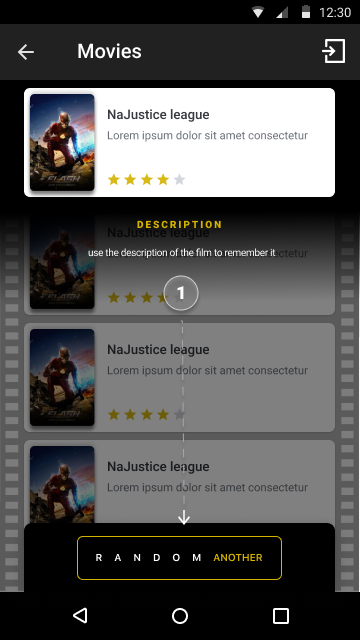 12:30
Movies
NaJustice league
Lorem ipsum dolor sit amet consectetur
FLASH
DESCRIPTION
use the description of the film to remember it
1
NaJustice league
Lorem ipsum dolor sit amet consectetur
NaJustice league
Lorem ipsum dolor sit amet consectetur
RANDOM ANOTHER